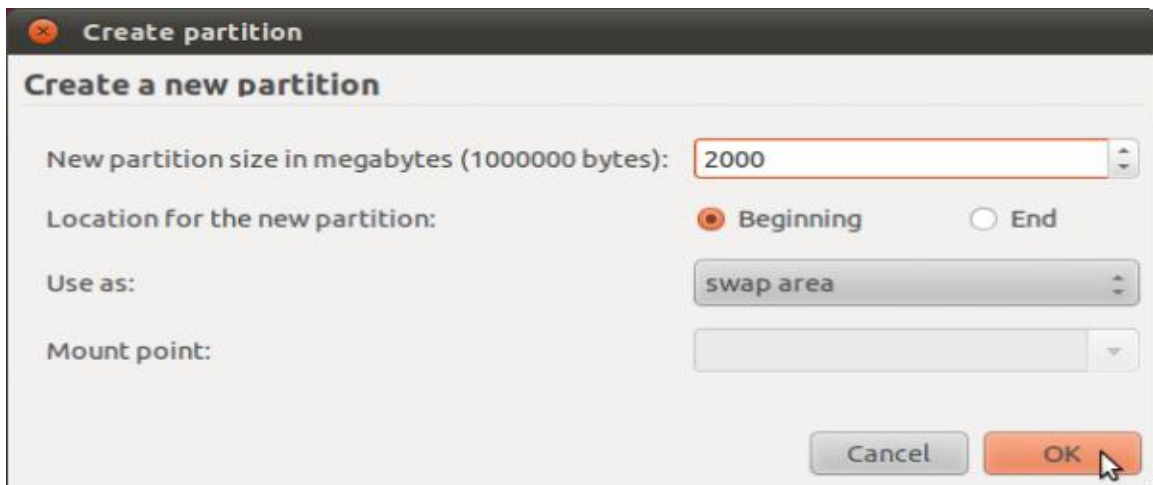 Create partition
Create a new partition
New partition size in megabytes (1000000 bytes): 2000
Location for the new partition: Beginning End
Use as: swap area
Mount point:
Cancel OK